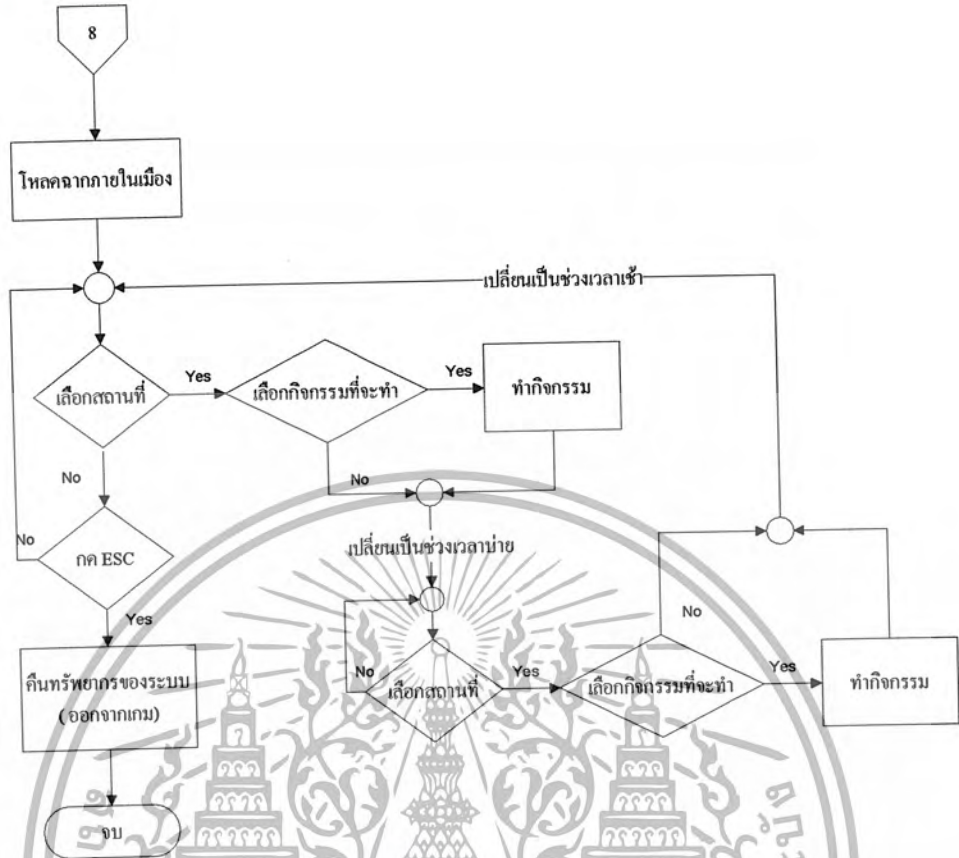 8
โหลดฉากภายในเมือง
เปลี่ยนเป็นช่วงเวลาเช้า
เลือกสถานที่
Yes
เลือกกิจกรรมที่จะทำ
Yes
ทำกิจกรรม
No
No
No
กด ESC
เปลี่ยนเป็นช่วงเวลาบ่าย
Yes
No
เลือกสถานที่
Yes
No
เลือกกิจกรรมที่จะทำ
Yes
ทำกิจกรรม
คืนทรัพยากรของระบบ
(ออกจากเกม)
จบ